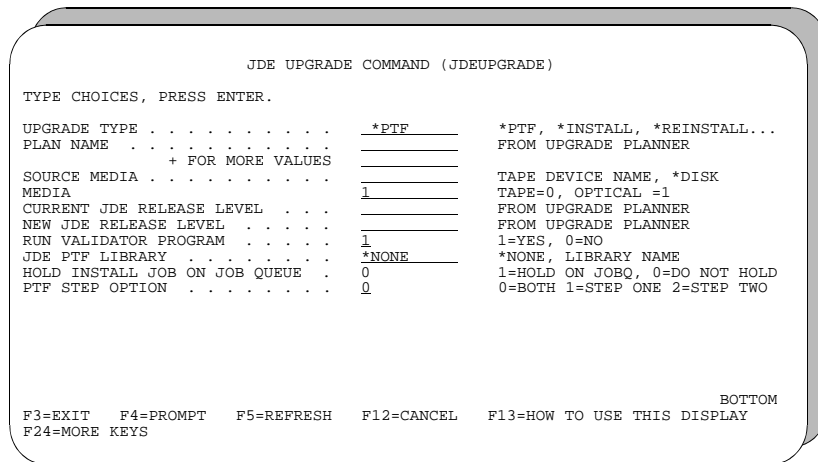 JDE UPGRADE COMMAND (JDEUPGRADE)
TYPE CHOICES, PRESS ENTER.
UPGRADE TYPE . . . . . . . . . . *PTF *PTF, *INSTALL, *REINSTALL...
PLAN NAME . . . . . . . . . . . FROM UPGRADE PLANNER
+ FOR MORE VALUES
SOURCE MEDIA . . . . . . . . . . TAPE DEVICE NAME, *DISK
MEDIA 1 TAPE=0, OPTICAL =1
CURRENT JDE RELEASE LEVEL . . . FROM UPGRADE PLANNER
NEW JDE RELEASE LEVEL . . . . . FROM UPGRADE PLANNER
RUN VALIDATOR PROGRAM . . . . . 1 1=YES, 0=NO
JDE PTF LIBRARY . . . . . . . . *NONE *NONE, LIBRARY NAME
HOLD INSTALL JOB ON JOB QUEUE . 0 1=HOLD ON JOBQ, 0=DO NOT HOLD
PTF STEP OPTION . . . . . . . . 0 0=BOTH 1=STEP ONE 2=STEP TWO
BOTTOM
F3=EXIT F4=PROMPT F5=REFRESH F12=CANCEL F13=HOW TO USE THIS DISPLAY
F24=MORE KEYS